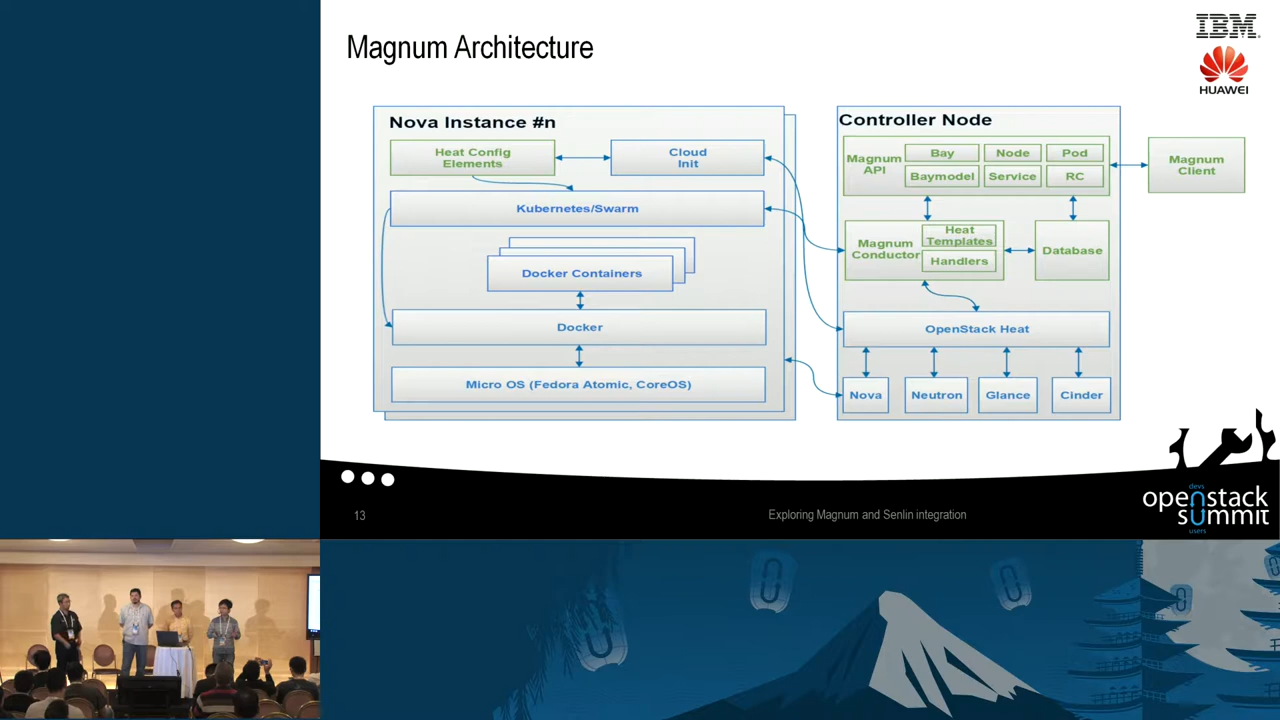 Magnum Architecture
IBM
HUAWEI
Nova Instance #n
Heat Config
Elements
Cloud
Init
Kubernetes/Swarm
Docker Containers
Docker
Micro OS (Fedora Atomic, CoreOS)
Controller Node
Magnum
API
Bay
Node
Pod
Baymodel
Service
RC
Magnum
Client
Magnum
Conductor
Heat
Templates
Handlers
Database
OpenStack Heat
Nova
Neutron
Glance
Cinder
13
Exploring Magnum and Senlin integration
devs
openstack
summit
users